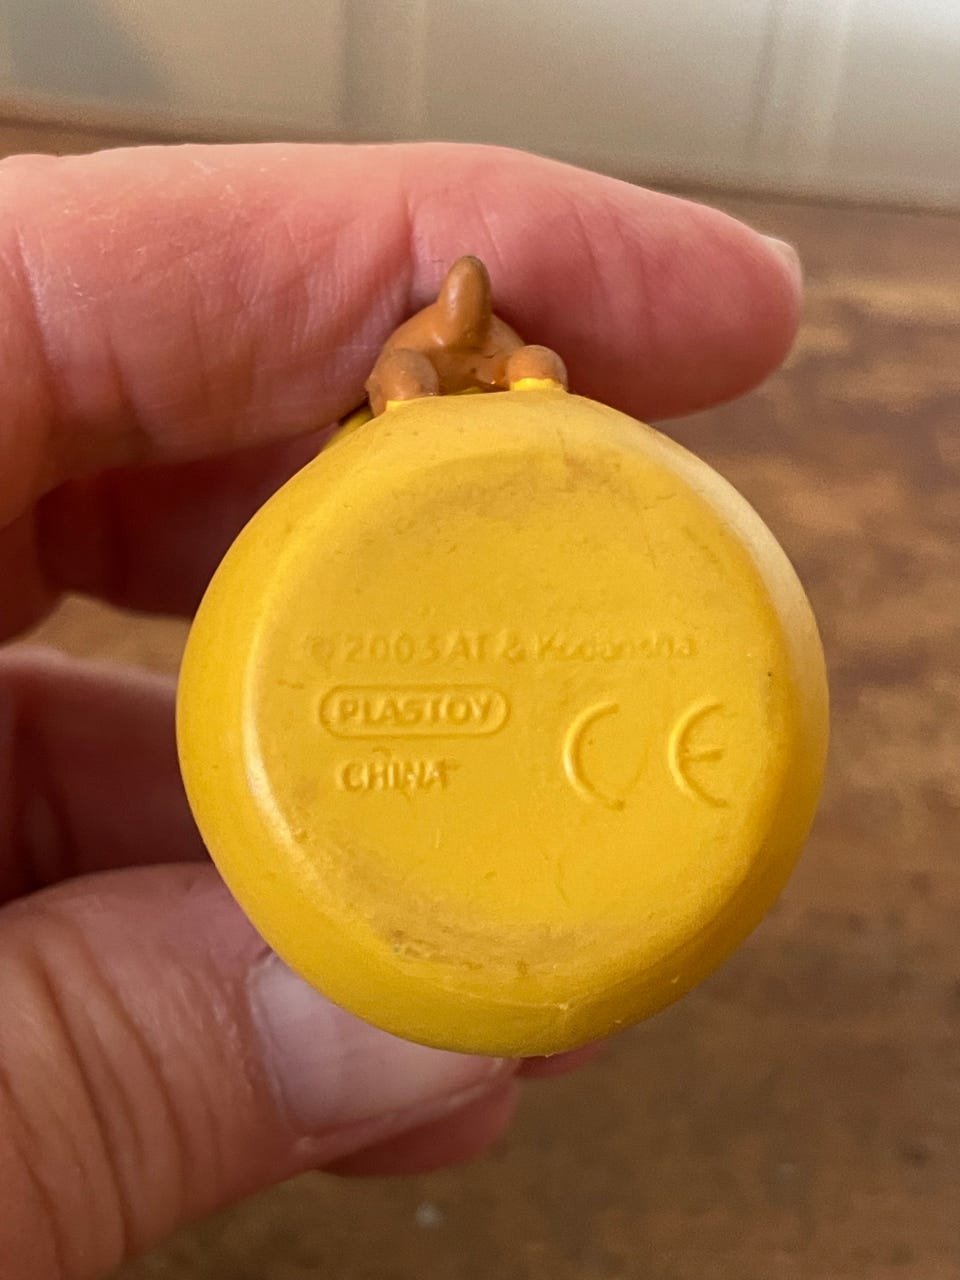 © 2003 AT & Kodansha
PLASTOY
CHINA
CE